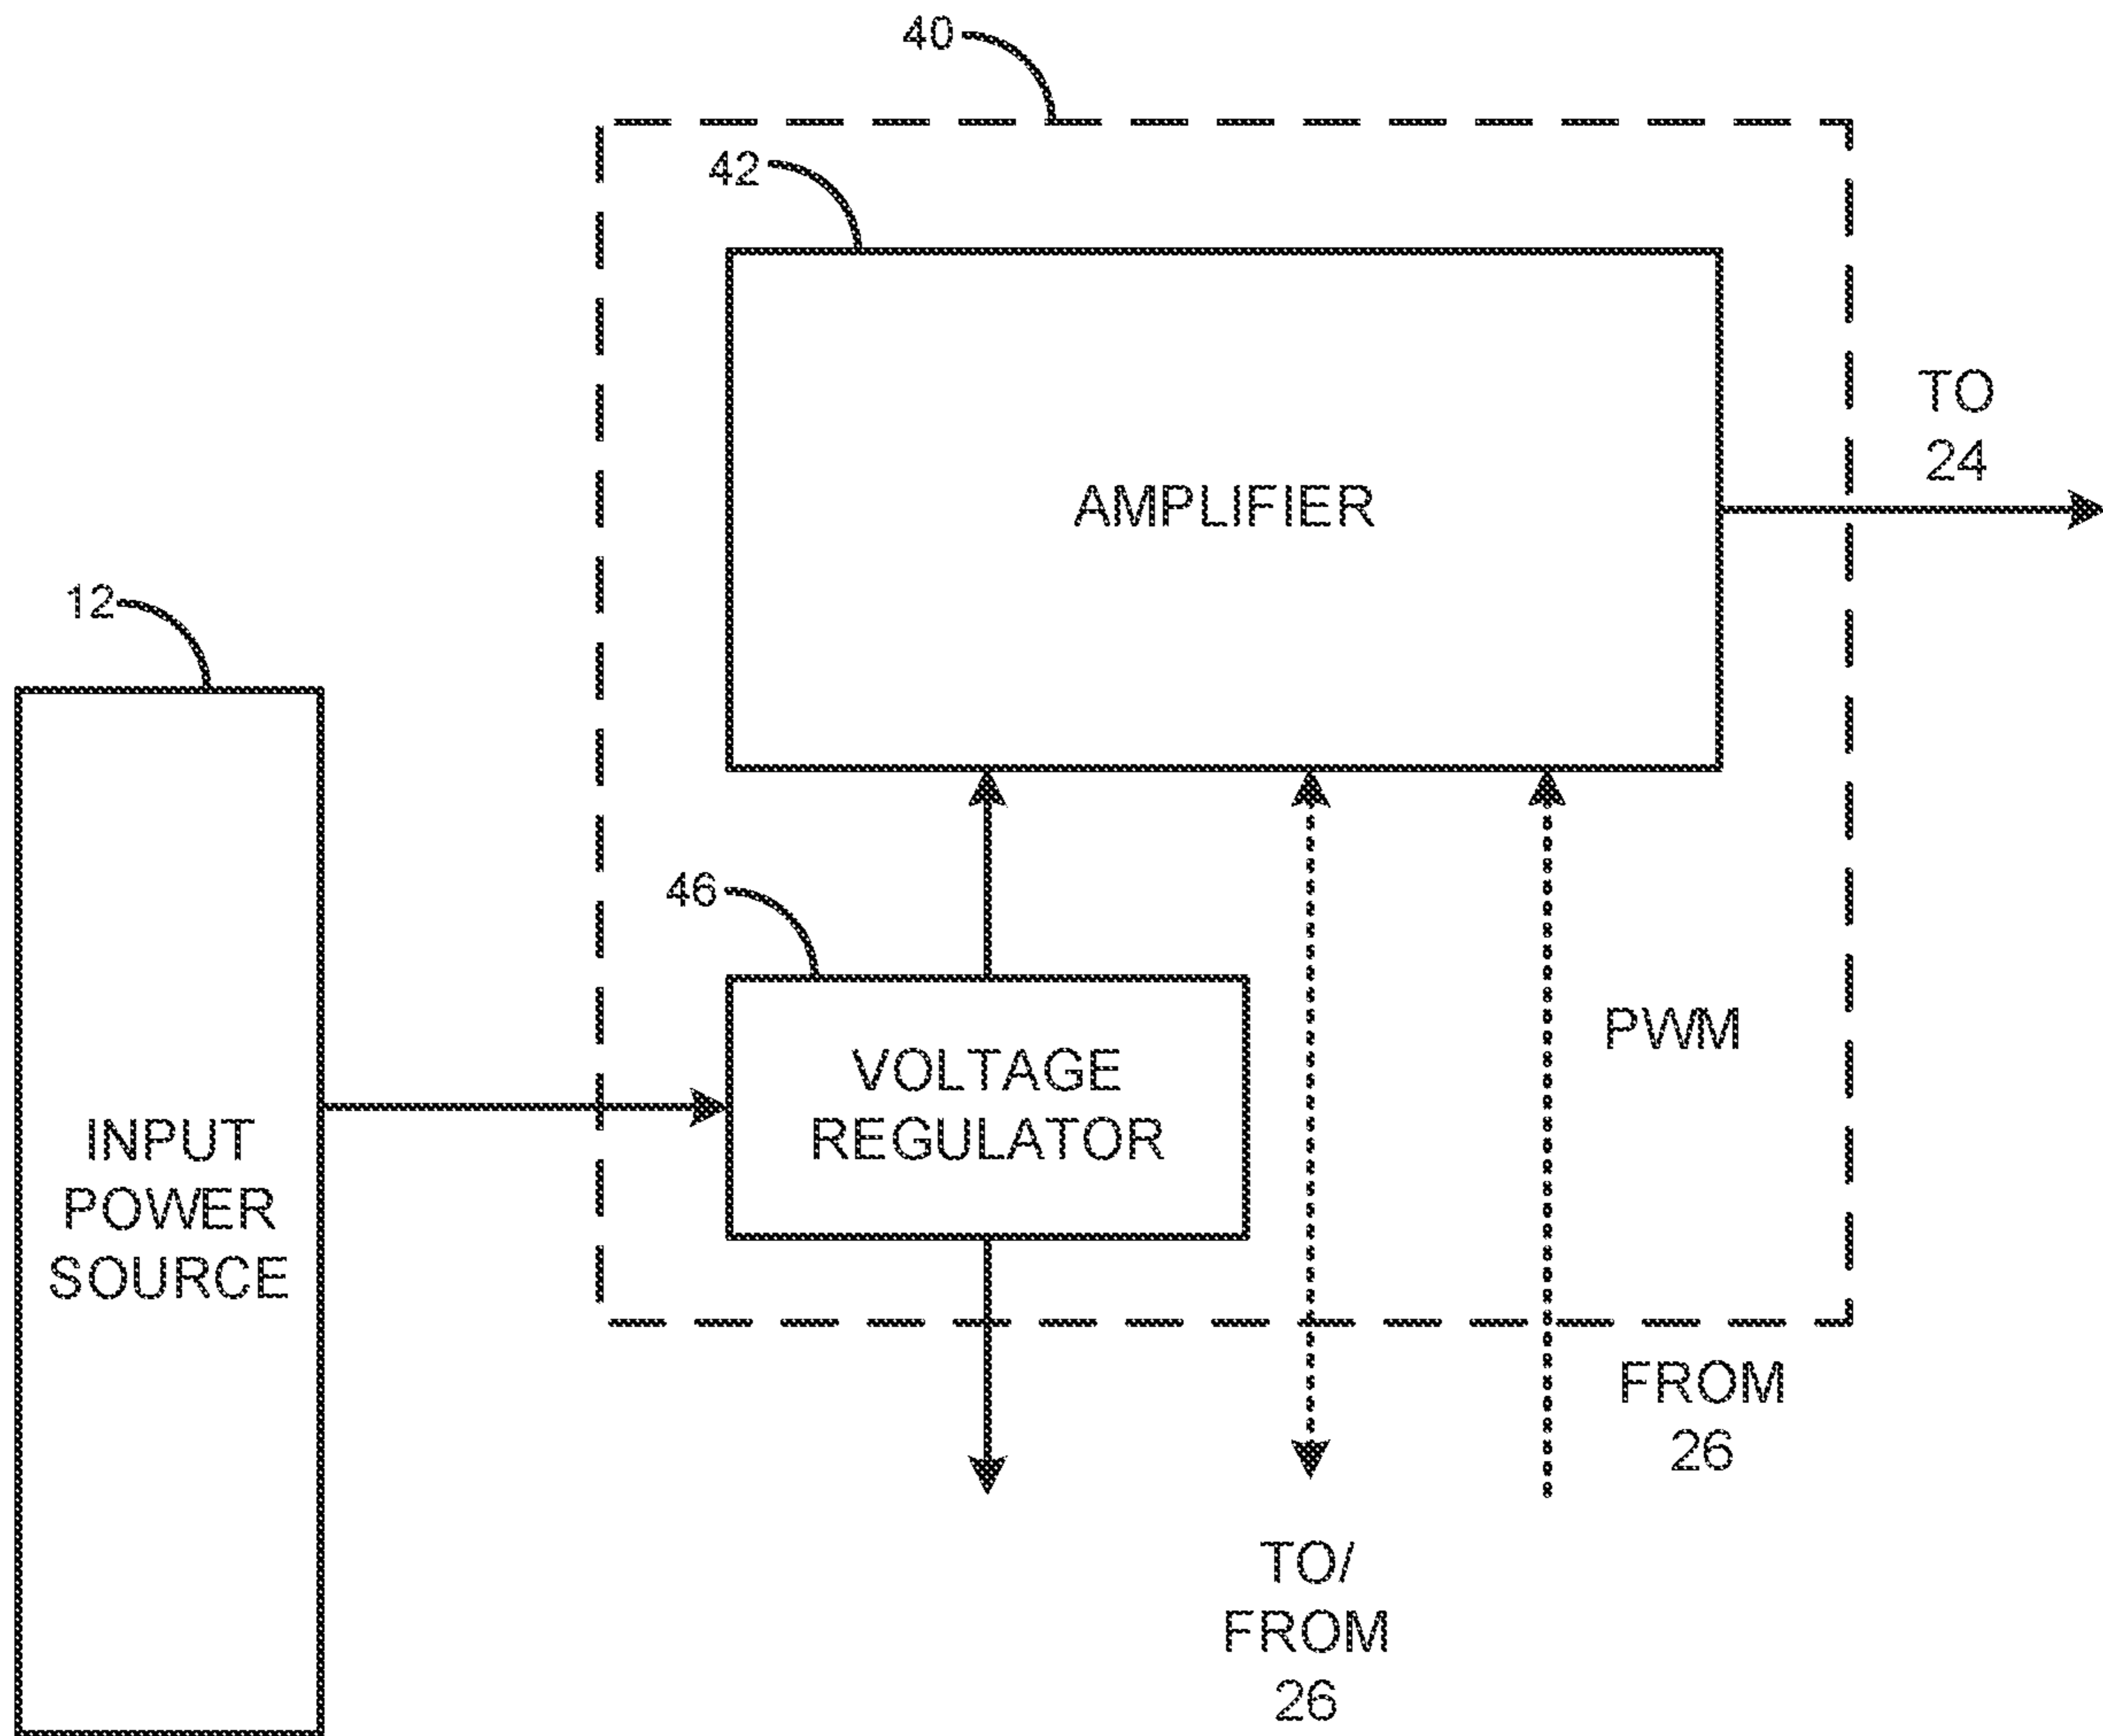 40
42
AMPLIFIER
TO
24
12
46
VOLTAGE
REGULATOR
PWM
INPUT
POWER
SOURCE
FROM
26
TO/
FROM
26